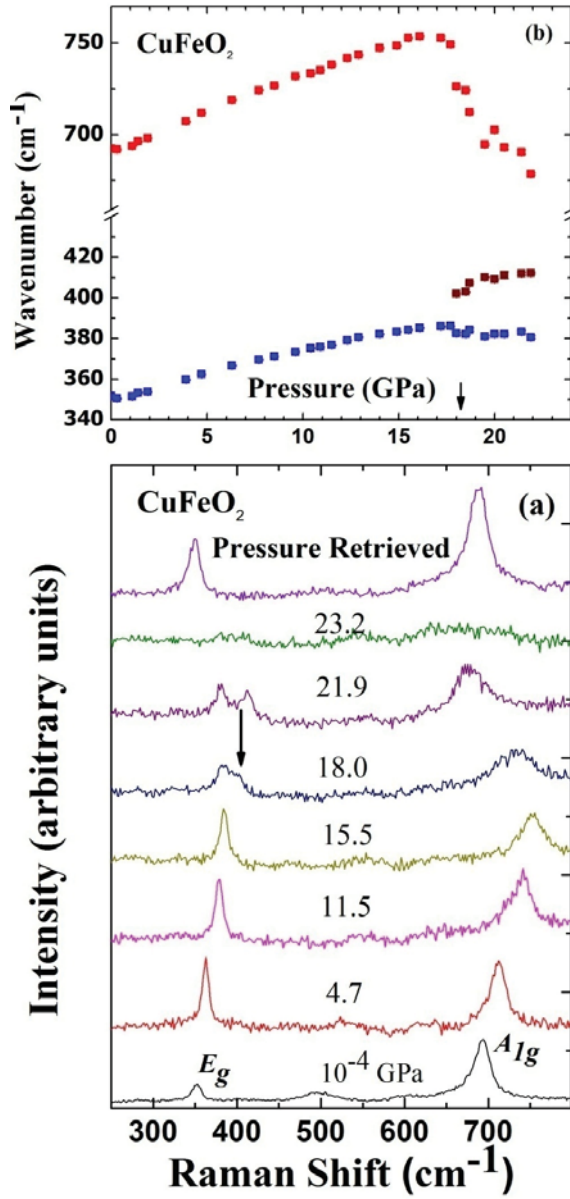 CuFeO₂ (b)
Wavenumber (cm⁻¹)
750
700
420
400
380
360
340
Pressure (GPa)
0 5 10 15 20
CuFeO₂ (a)
Pressure Retrieved
23.2
21.9
18.0
15.5
11.5
4.7
E_g 10⁻⁴ GPa A_1g
Intensity (arbitrary units)
300 400 500 600 700
Raman Shift (cm⁻¹)